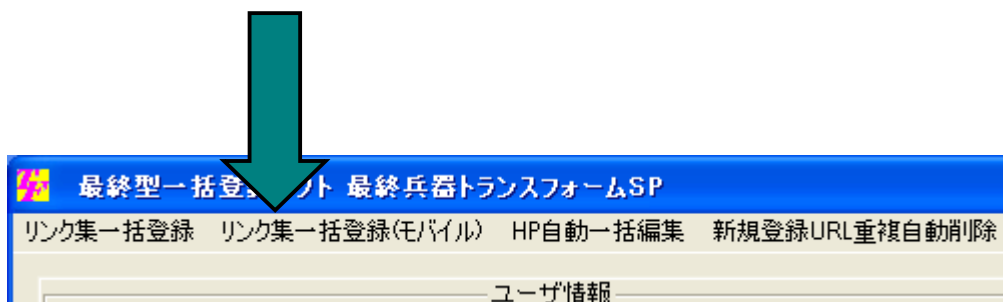 最終型一括登 ト 最終兵器トランスフォームSP
リンク集一括登録 リンク集一括登録(モバイル) HP自動一括編集 新規登録URL重複自動削除
ユーザ情報